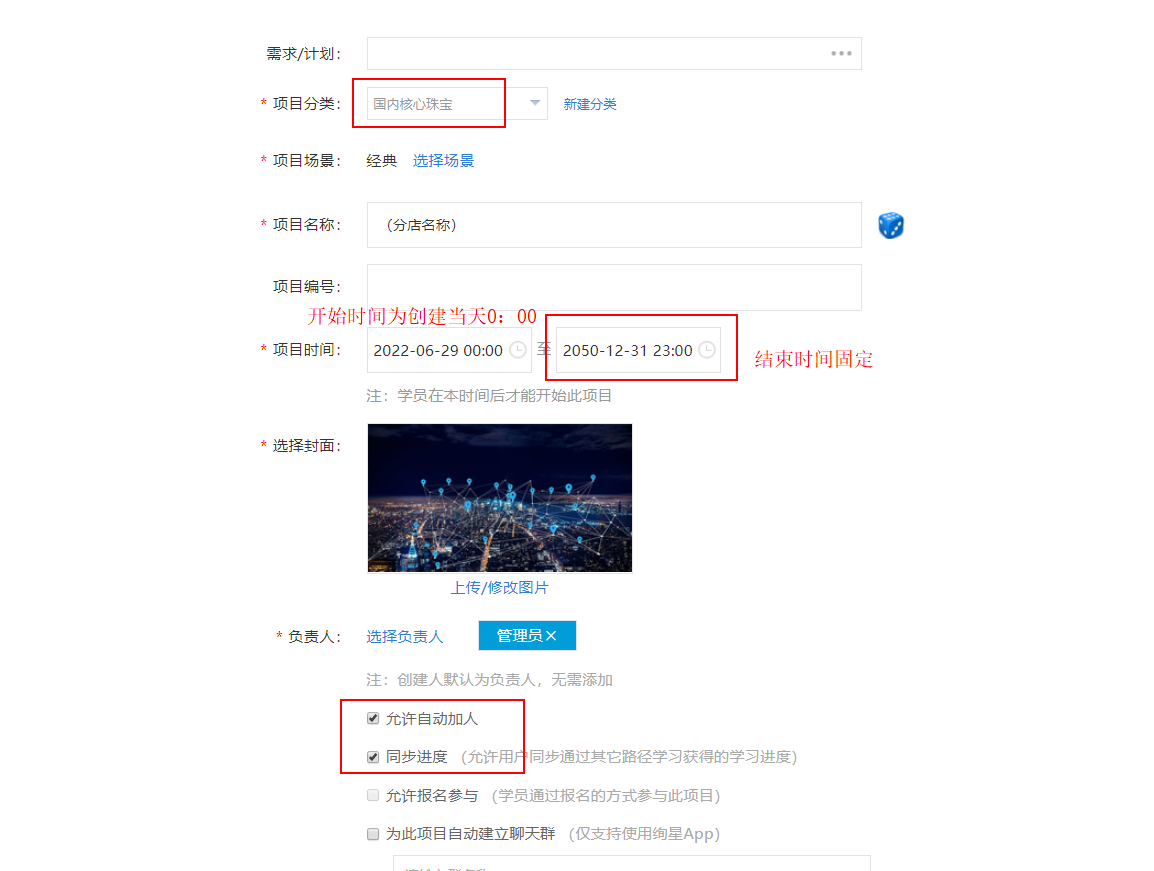 需求/计划：
* 项目分类： 国内核心珠宝 新建分类
* 项目场景： 经典 选择场景
* 项目名称： （分店名称）
项目编号：
开始时间为创建当天0：00
* 项目时间： 2022-06-29 00:00 至 2050-12-31 23:00 结束时间固定
注：学员在本时间后才能开始此项目
* 选择封面：
上传/修改图片
* 负责人： 选择负责人 管理员×
注：创建人默认为负责人，无需添加
允许自动加人
同步进度 (允许用户同步通过其它路径学习获得的学习进度)
允许报名参与 (学员通过报名的方式参与此项目)
为此项目自动建立聊天群 (仅支持使用绚星App)